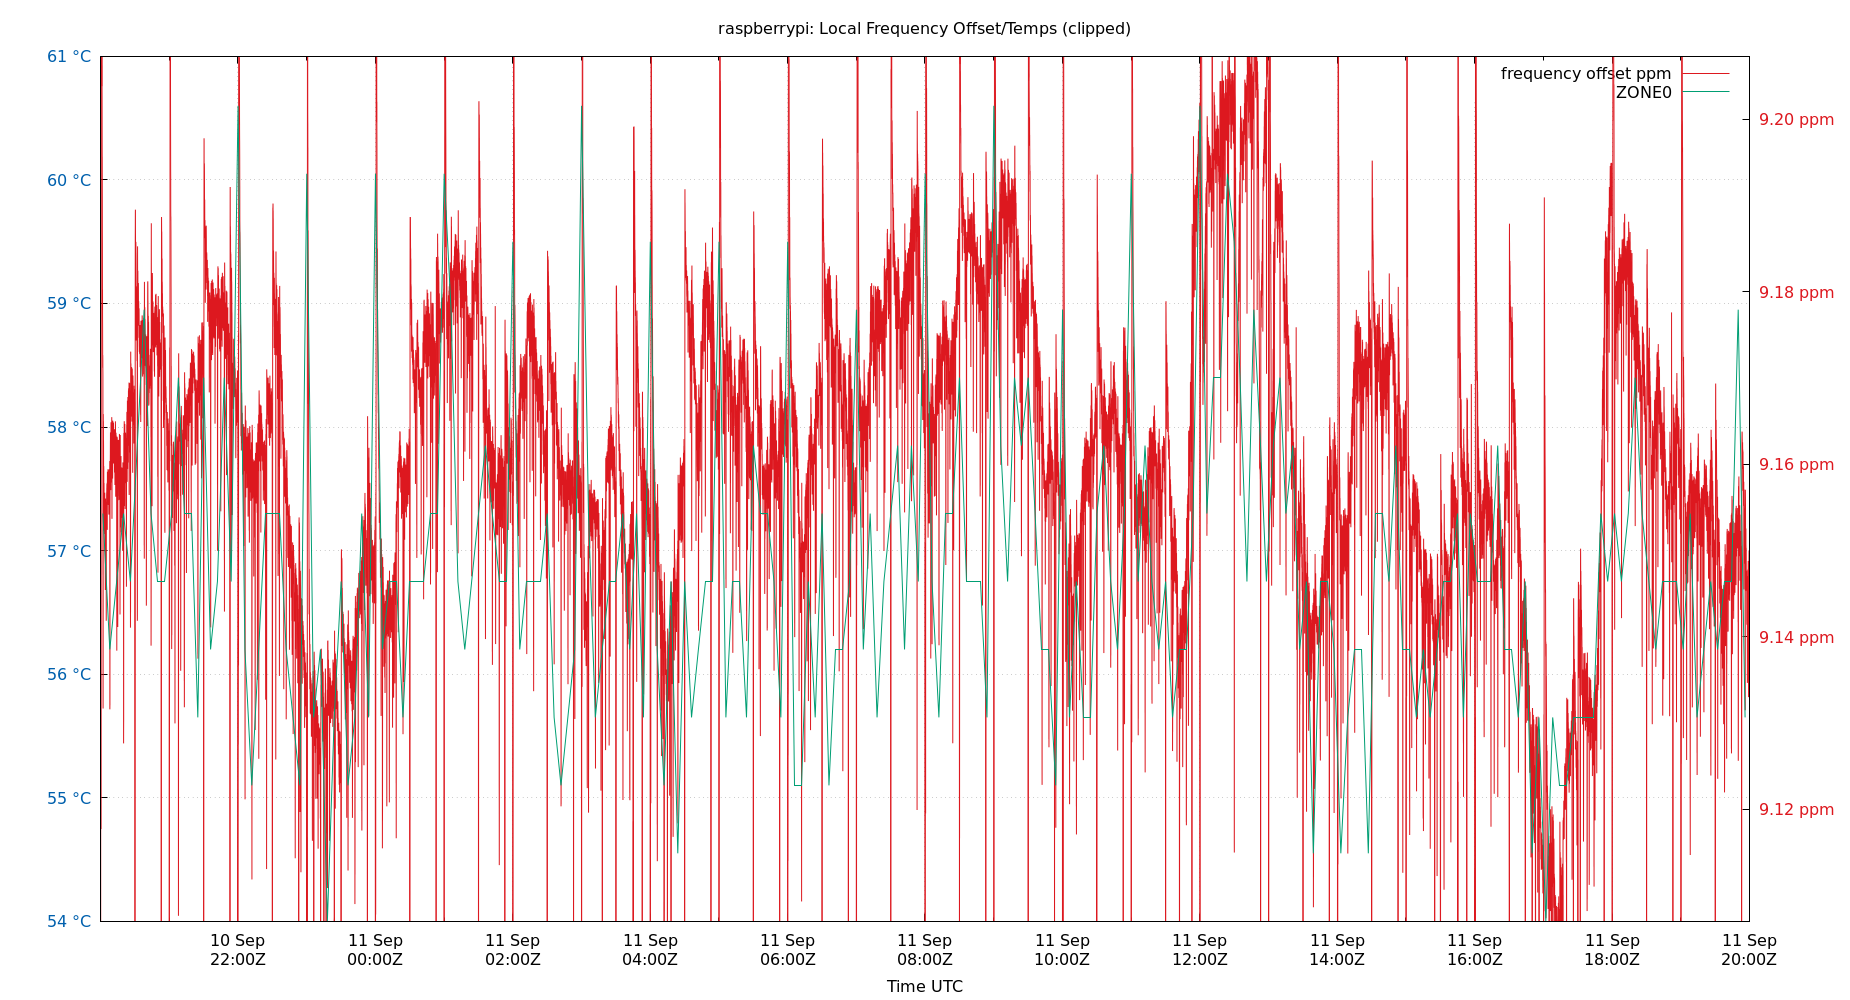 raspberrypi: Local Frequency Offset/Temps (clipped)
61 °C
60 °C
59 °C
58 °C
57 °C
56 °C
55 °C
54 °C
frequency offset ppm
ZONE0
9.20 ppm
9.18 ppm
9.16 ppm
9.14 ppm
9.12 ppm
10 Sep 11 Sep 11 Sep 11 Sep 11 Sep 11 Sep 11 Sep 11 Sep 11 Sep 11 Sep 11 Sep 11 Sep
22:00Z 00:00Z 02:00Z 04:00Z 06:00Z 08:00Z 10:00Z 12:00Z 14:00Z 16:00Z 18:00Z 20:00Z
Time UTC